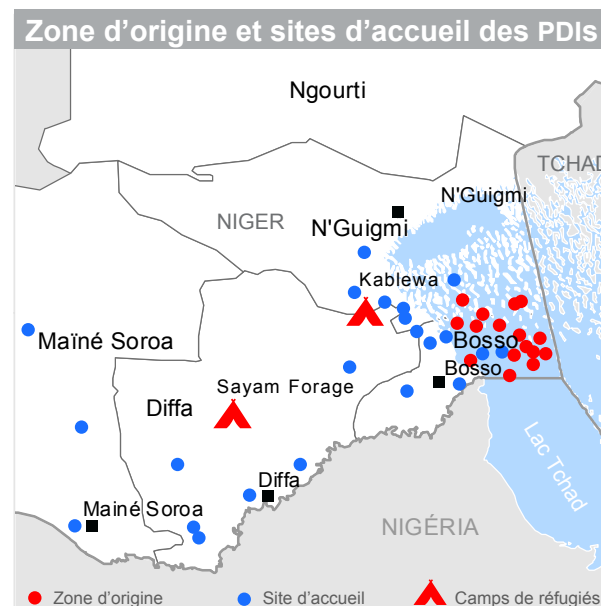 Zone d'origine et sites d'accueil des PDIs
Ngourti
TCHAD
N'Guigmi
NIGER
N'Guigmi
Kablewa
Maïné Soroa
Bosso
Bosso
Sayam Forage
Diffa
Diffa
Mainé Soroa
Lac Tchad
NIGÉRIA
Zone d'origine
Site d'accueil
Camps de réfugiés